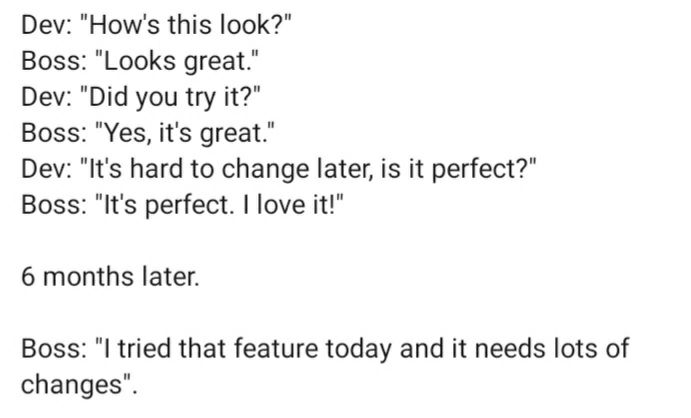 Dev: "How's this look?"
Boss: "Looks great."
Dev: "Did you try it?"
Boss: "Yes, it's great."
Dev: "It's hard to change later, is it perfect?"
Boss: "It's perfect. I love it!"
6 months later.
Boss: "I tried that feature today and it needs lots of
changes".